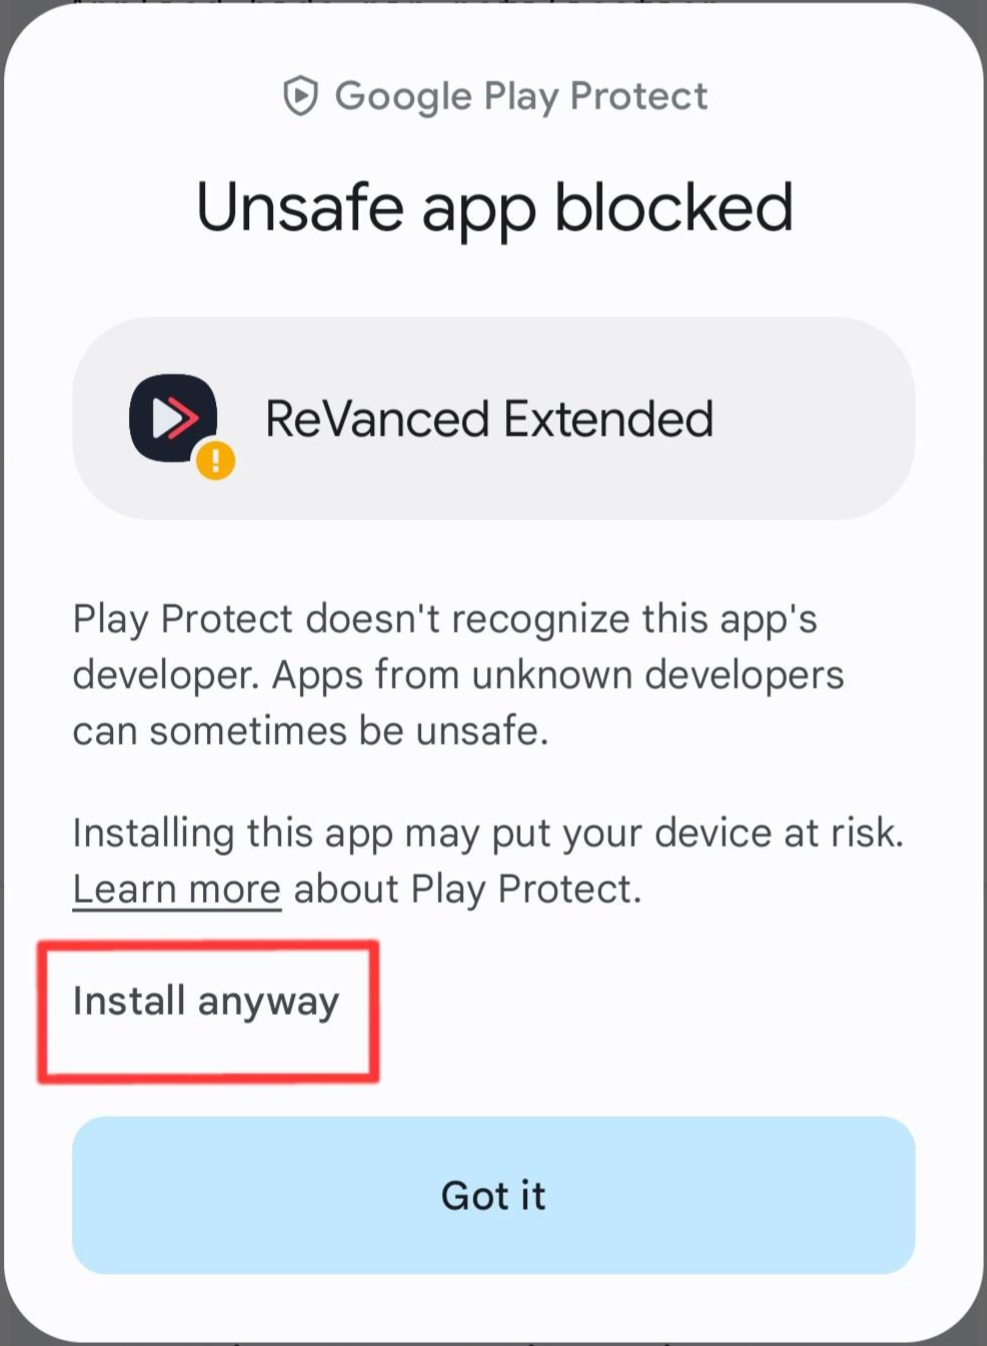 Google Play Protect
Unsafe app blocked
ReVanced Extended
Play Protect doesn't recognize this app's
developer. Apps from unknown developers
can sometimes be unsafe.
Installing this app may put your device at risk.
Learn more about Play Protect.
Install anyway
Got it